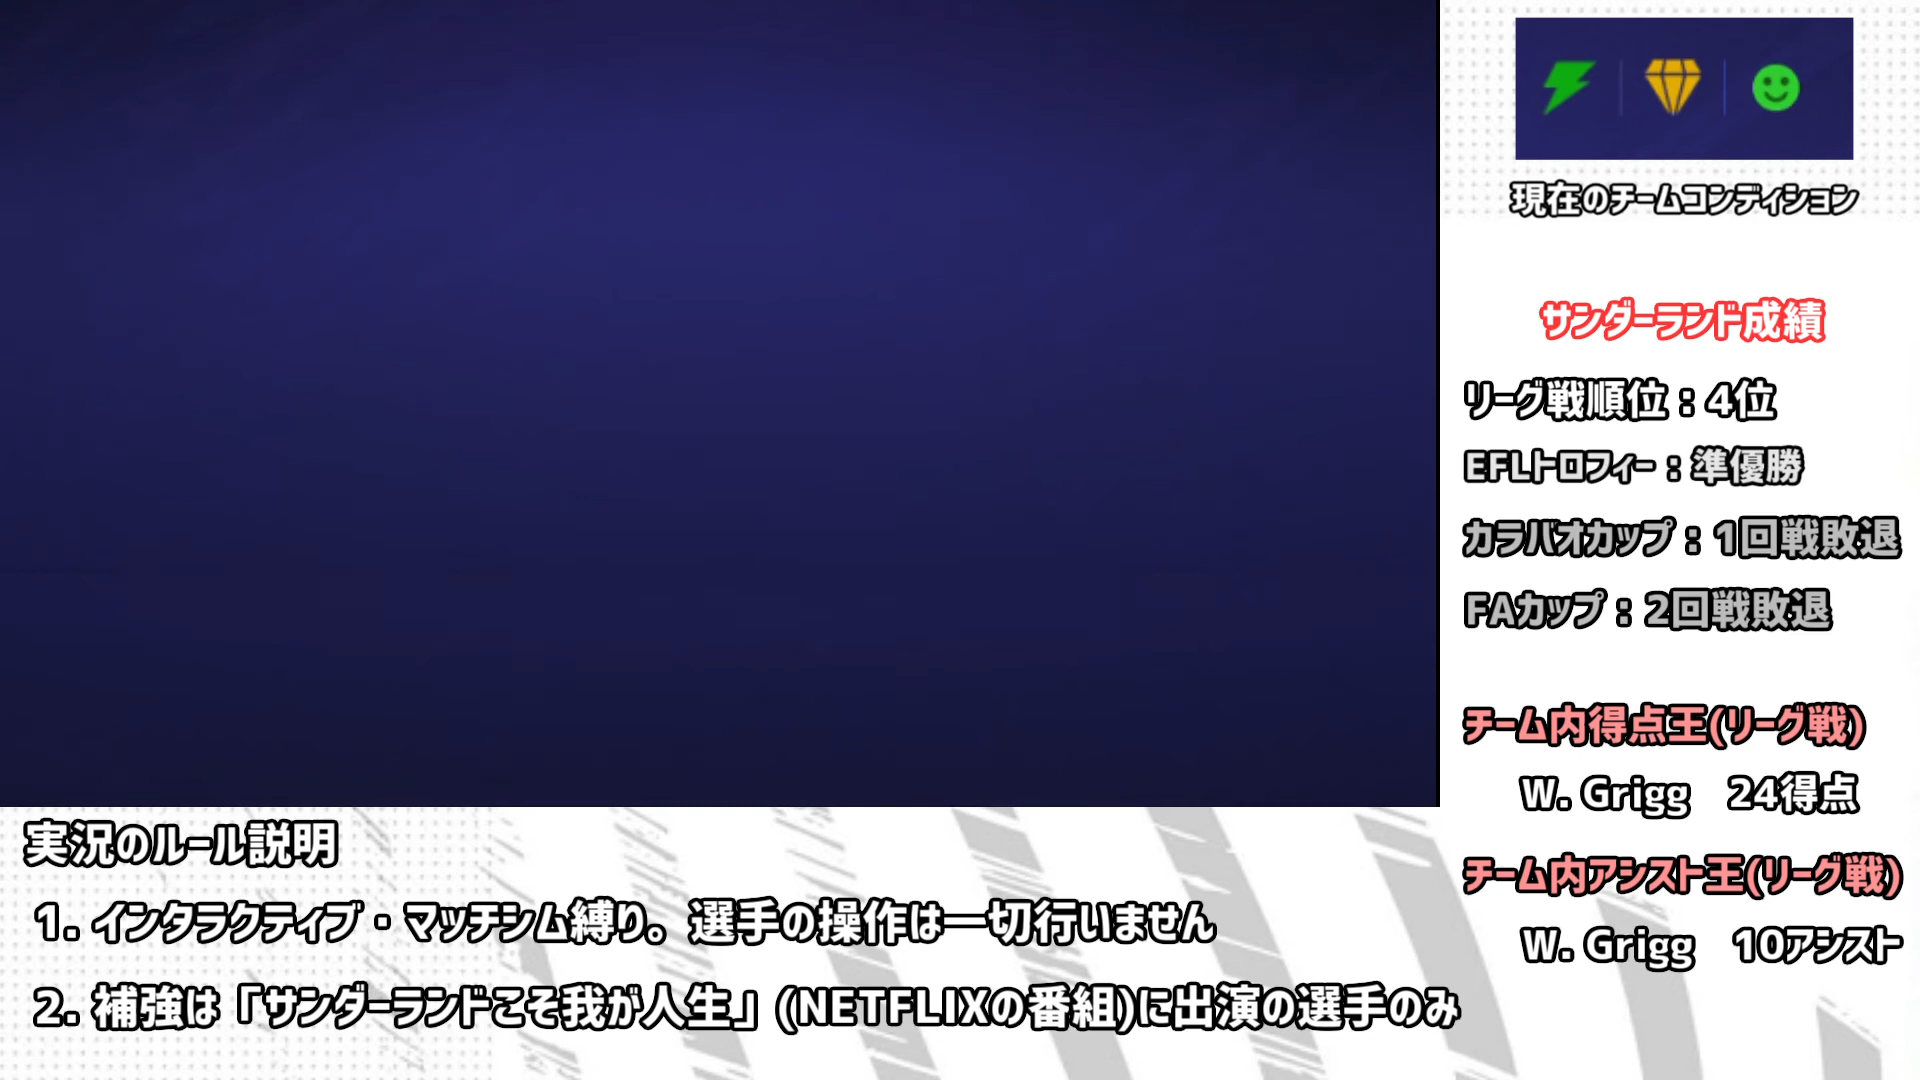 現在のチームコンディション
サンダーランド成績
リーグ戦順位：4位
EFLトロフィー：準優勝
カラバオカップ：1回戦敗退
FAカップ：2回戦敗退
チーム内得点王(リーグ戦)
W. Grigg　24得点
チーム内アシスト王(リーグ戦)
W. Grigg　10アシスト
実況のルール説明
1. インタラクティブ・マッチシム縛り。選手の操作は一切行いません
2. 補強は「サンダーランドこそ我が人生」(NETFLIXの番組)に出演の選手のみ